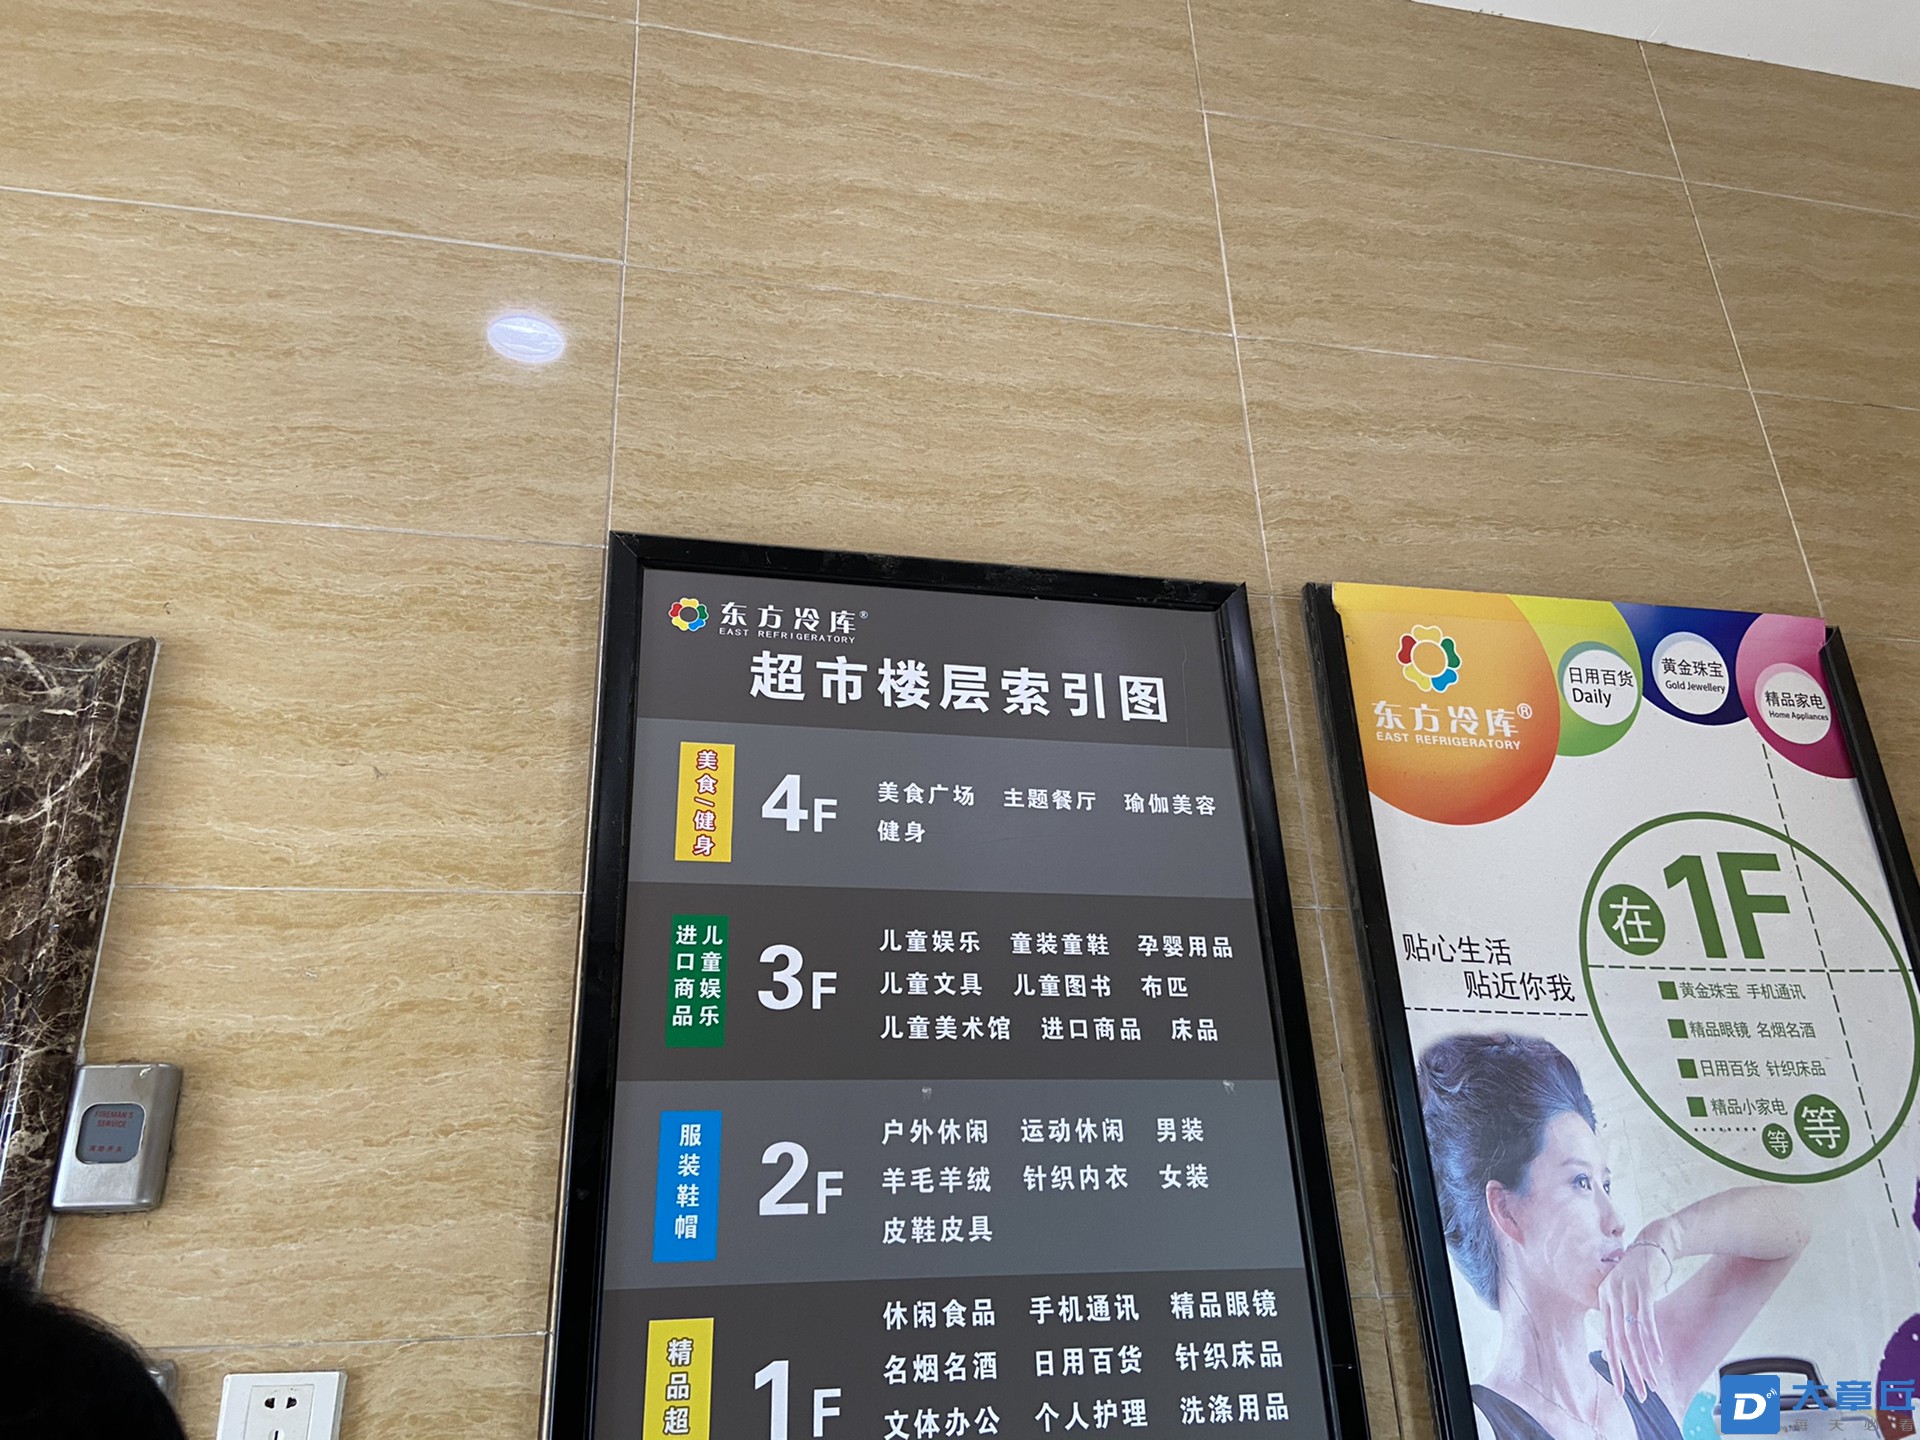 东方冷库®
EAST REFRIGERATORY
超市楼层索引图
美食/健身
4F
美食广场 主题餐厅 瑜伽美容
健身
儿童娱乐
进口商品
3F
儿童娱乐 童装童鞋 孕婴用品
儿童文具 儿童图书 布匹
儿童美术馆 进口商品 床品
服装鞋帽
2F
户外休闲 运动休闲 男装
羊毛羊绒 针织内衣 女装
皮鞋皮具
精品超
1F
休闲食品 手机通讯 精品眼镜
名烟名酒 日用百货 针织床品
文体办公 个人护理 洗涤用品
东方冷库®
EAST REFRIGERATORY
日用百货
Daily
黄金珠宝
Gold Jewellery
精品家电
Home Appliances
贴心生活
贴近你我
在1F
黄金珠宝 手机通讯
精品眼镜 名烟名酒
日用百货 针织床品
精品小家电
等等
FIREMAN'S
SERVICE
大章丘
每天必看